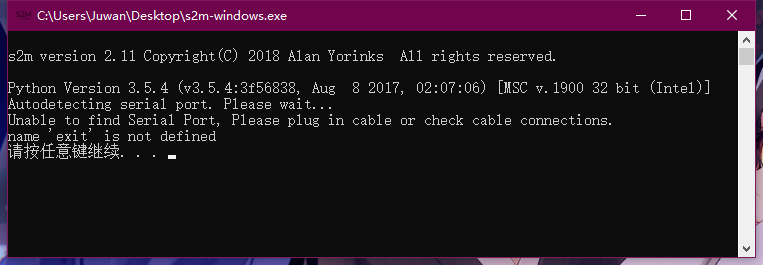 C:\Users\Juwan\Desktop\s2m-windows.exe
s2m version 2.11 Copyright(C) 2018 Alan Yorinks  All rights reserved.
Python Version 3.5.4 (v3.5.4:3f56838, Aug  8 2017, 02:07:06) [MSC v.1900 32 bit (Intel)]
Autodetecting serial port. Please wait...
Unable to find Serial Port, Please plug in cable or check cable connections.
name 'exit' is not defined
请按任意键继续. . .